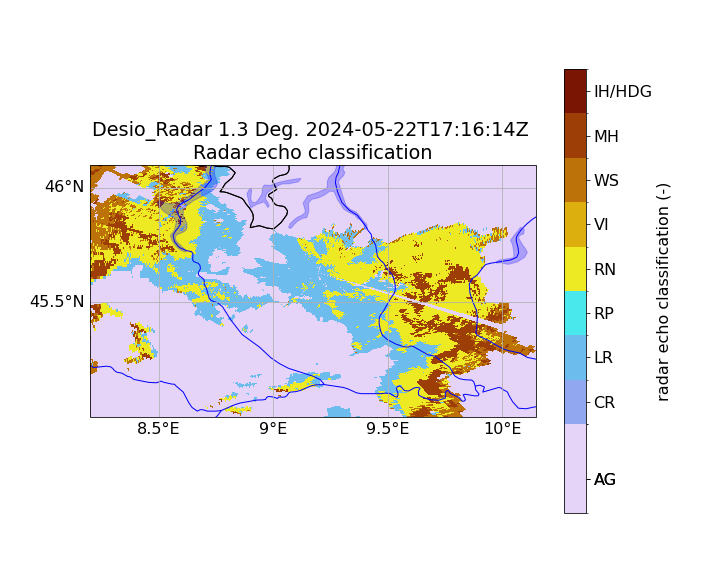 Desio_Radar 1.3 Deg. 2024-05-22T17:16:14Z
Radar echo classification
46°N
45.5°N
8.5°E
9°E
9.5°E
10°E
IH/HDG
MH
WS
VI
RN
RP
LR
CR
AG
radar echo classification (-)